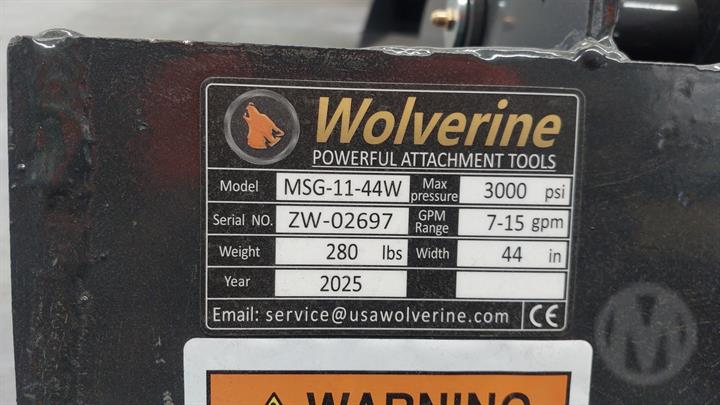 Wolverine
POWERFUL ATTACHMENT TOOLS
Model MSG-11-44W Max pressure 3000 psi
Serial NO. ZW-02697 GPM Range 7-15 gpm
Weight 280 lbs Width 44 in
Year 2025
Email: service@usawolverine.com CE
WARNING
M